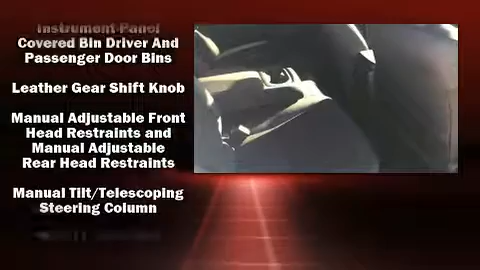 Instrument Panel
Covered Bin Driver And
Passenger Door Bins
Leather Gear Shift Knob
Manual Adjustable Front
Head Restraints and
Manual Adjustable
Rear Head Restraints
Manual Tilt/Telescoping
Steering Column